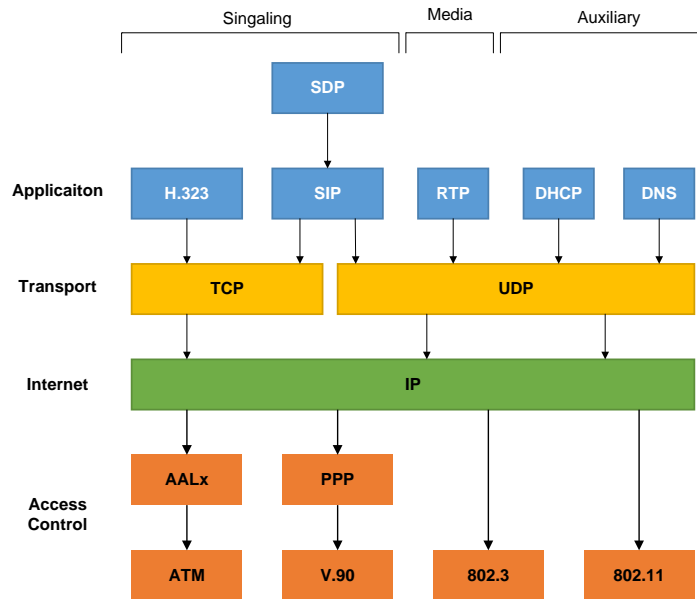 Singaling
Media
Auxiliary
SDP
Applicaiton
H.323
SIP
RTP
DHCP
DNS
Transport
TCP
UDP
Internet
IP
AALx
PPP
Access
Control
ATM
V.90
802.3
802.11